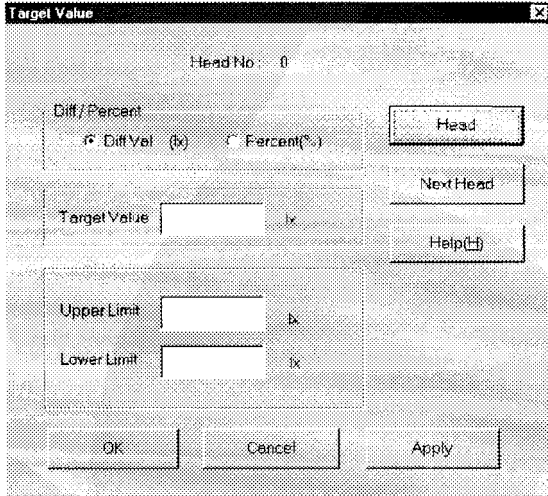 Target Value
Head No : 0
Diff / Percent
Diff Val (lx)
Percent(%)
Head
Next Head
Target Value lx
Help(H)
Upper Limit lx
Lower Limit lx
OK
Cancel
Apply